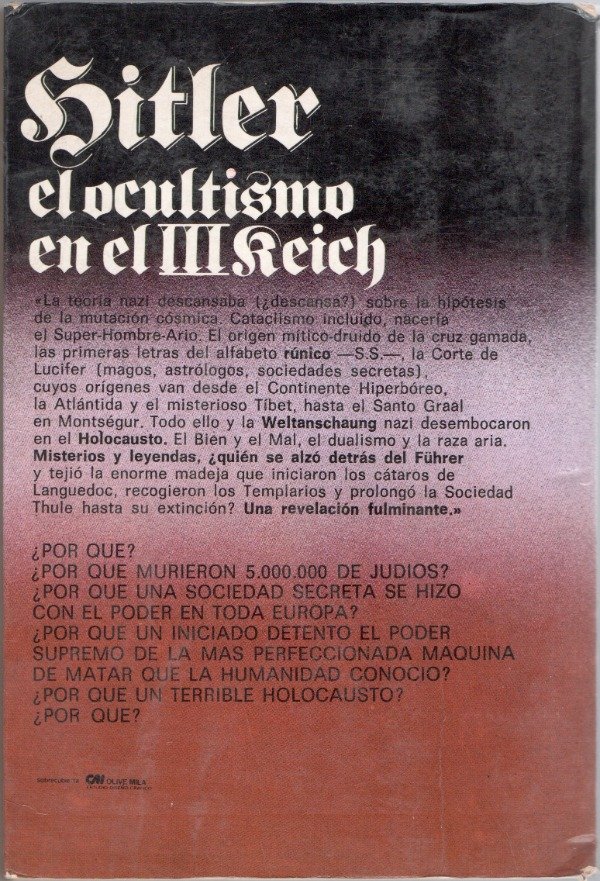 Hitler
el ocultismo
en el III Reich
«La teoría nazi descansaba (¿descansa?) sobre la hipótesis
de la mutación cósmica. Cataclismo incluido, nacería
el Super-Hombre-Ario. El origen mítico-druido de la cruz gamada,
las primeras letras del alfabeto rúnico —S.S.—, la Corte de
Lucifer (magos, astrólogos, sociedades secretas),
cuyos orígenes van desde el Continente Hiperbóreo,
la Atlántida y el misterioso Tíbet, hasta el Santo Graal
en Montségur. Todo ello y la Weltanschaung nazi desembocaron
en el Holocausto. El Bien y el Mal, el dualismo y la raza aria.
Misterios y leyendas, ¿quién se alzó detrás del Führer
y tejió la enorme madeja que iniciaron los cátaros de
Languedoc, recogieron los Templarios y prolongó la Sociedad
Thule hasta su extinción? Una revelación fulminante.»
¿POR QUE?
¿POR QUE MURIERON 5.000.000 DE JUDIOS?
¿POR QUE UNA SOCIEDAD SECRETA SE HIZO
CON EL PODER EN TODA EUROPA?
¿POR QUE UN INICIADO DETENTO EL PODER
SUPREMO DE LA MAS PERFECCIONADA MAQUINA
DE MATAR QUE LA HUMANIDAD CONOCIO?
¿POR QUE UN TERRIBLE HOLOCAUSTO?
¿POR QUE?
OLIVE MILA
ESTUDIO DISEÑO GRAFICO